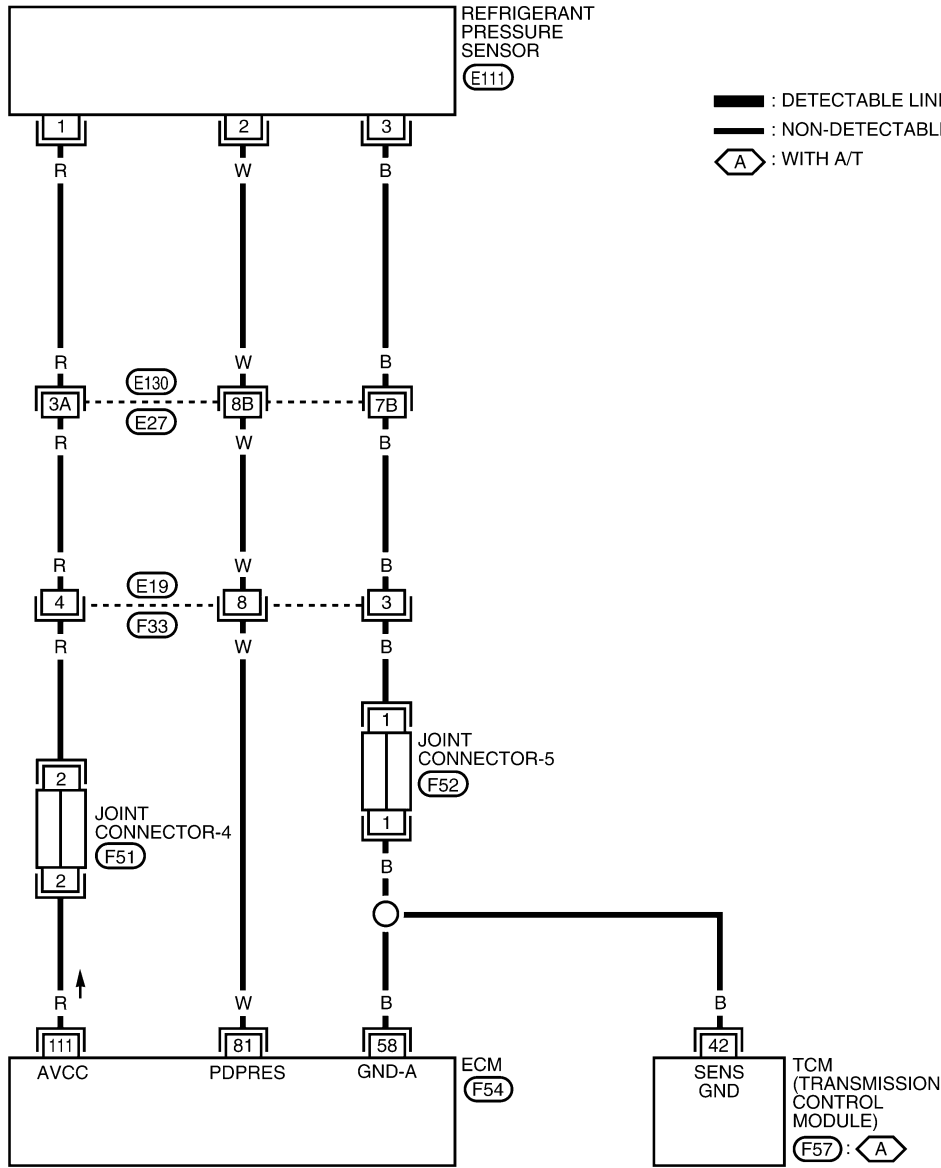 REFRIGERANT
PRESSURE
SENSOR
E111
: DETECTABLE LINE
: NON-DETECTABLE
A : WITH A/T
1 2 3
R W B
R W B
E130
3A 8B 7B
E27
R W B
R W B
E19
4 8 3
F33
R W B
1
JOINT
CONNECTOR-5
F52
1
2
JOINT
CONNECTOR-4
F51
2
B
R W B B
111 81 58 42
AVCC PDPRES GND-A
ECM
F54
SENS
GND
TCM
(TRANSMISSION
CONTROL
MODULE)
F57 : A